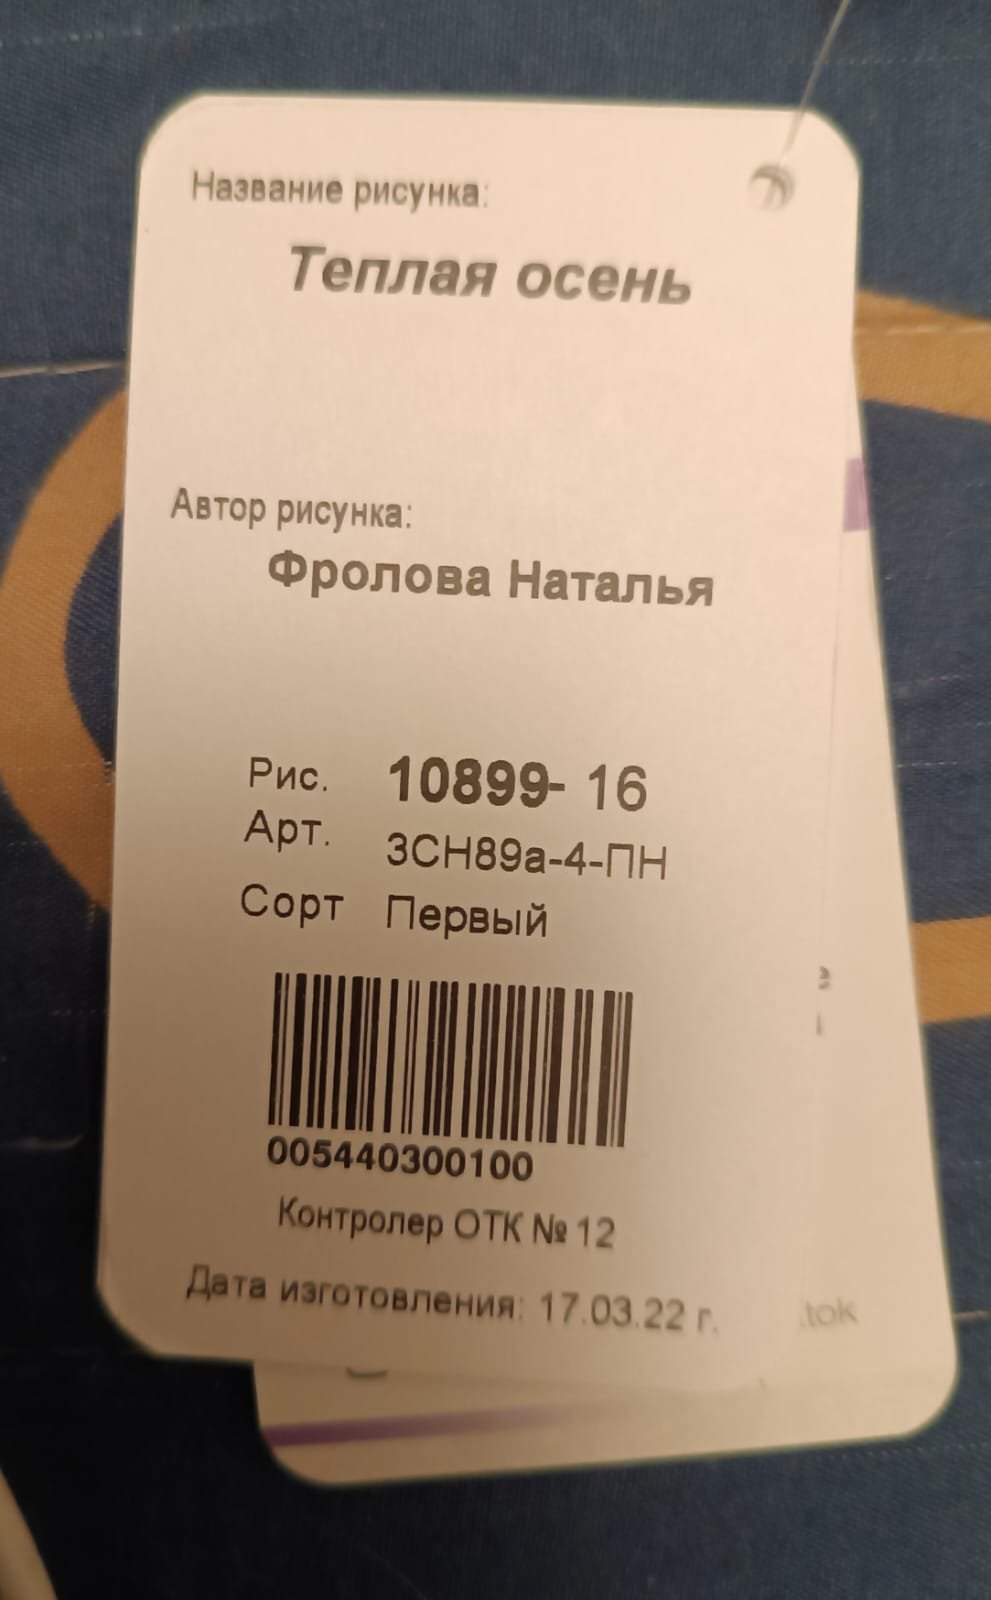 Название рисунка:
Теплая осень
Автор рисунка:
Фролова Наталья
Рис. 10899- 16
Арт. 3СН89а-4-ПН
Сорт Первый
005440300100
Контролер ОТК № 12
Дата изготовления: 17.03.22 г.
.tok